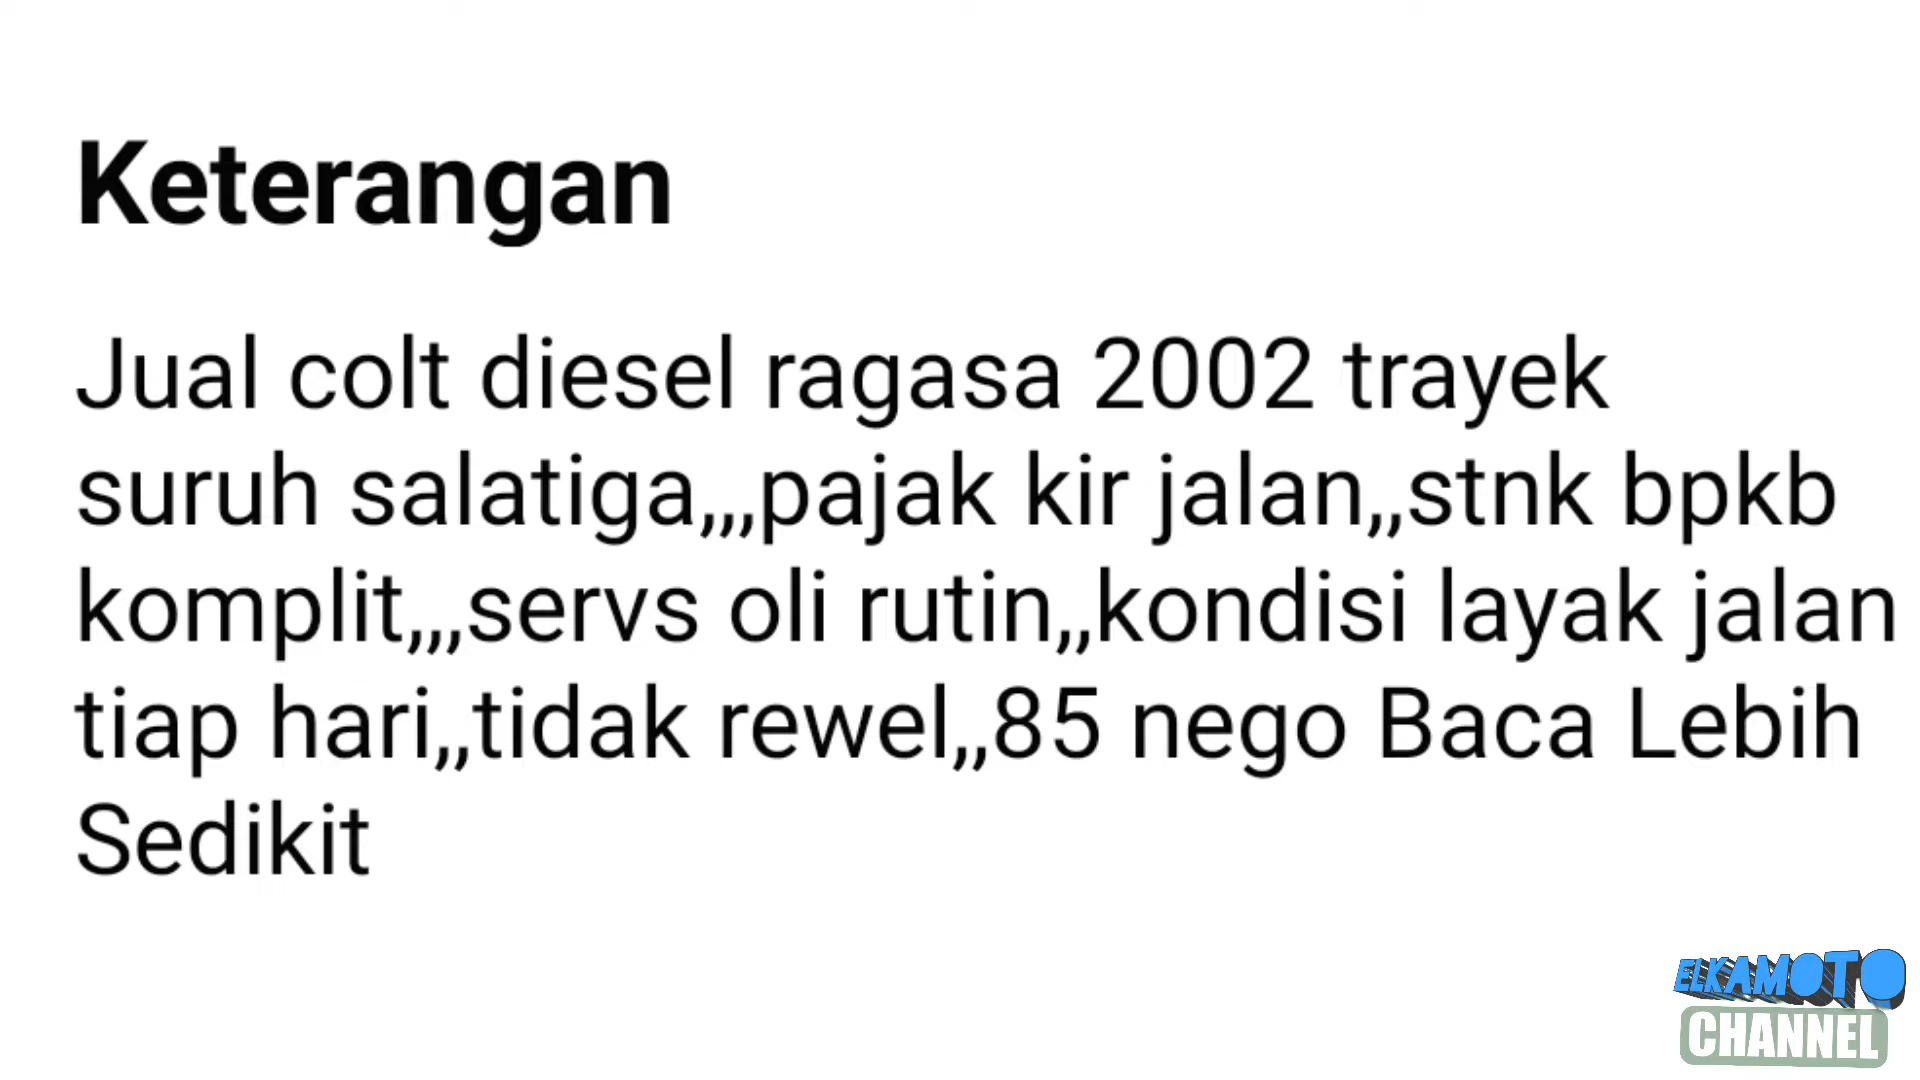 Keterangan
Jual colt diesel ragasa 2002 trayek
suruh salatiga,,,pajak kir jalan,,stnk bpkb
komplit,,,servs oli rutin,,kondisi layak jalan
tiap hari,,tidak rewel,,85 nego Baca Lebih
Sedikit
ELKAMOTO
CHANNEL